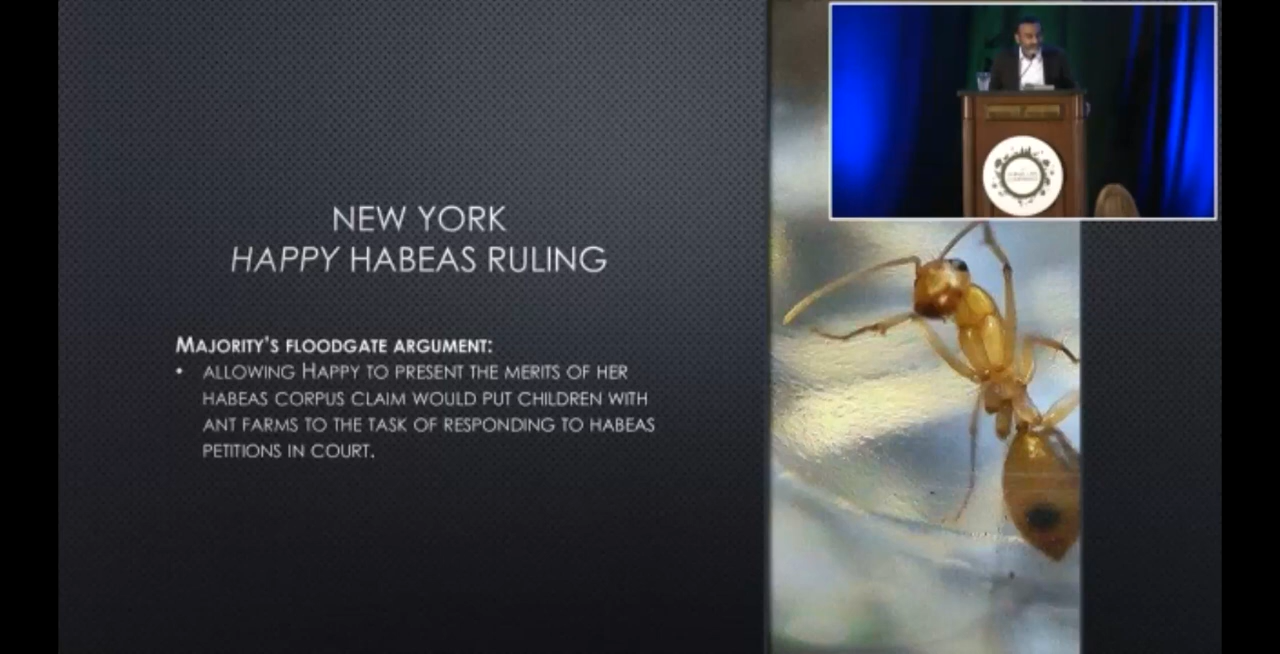 NEW YORK
HAPPY HABEAS RULING
MAJORITY'S FLOODGATE ARGUMENT:
• ALLOWING HAPPY TO PRESENT THE MERITS OF HER
HABEAS CORPUS CLAIM WOULD PUT CHILDREN WITH
ANT FARMS TO THE TASK OF RESPONDING TO HABEAS
PETITIONS IN COURT.